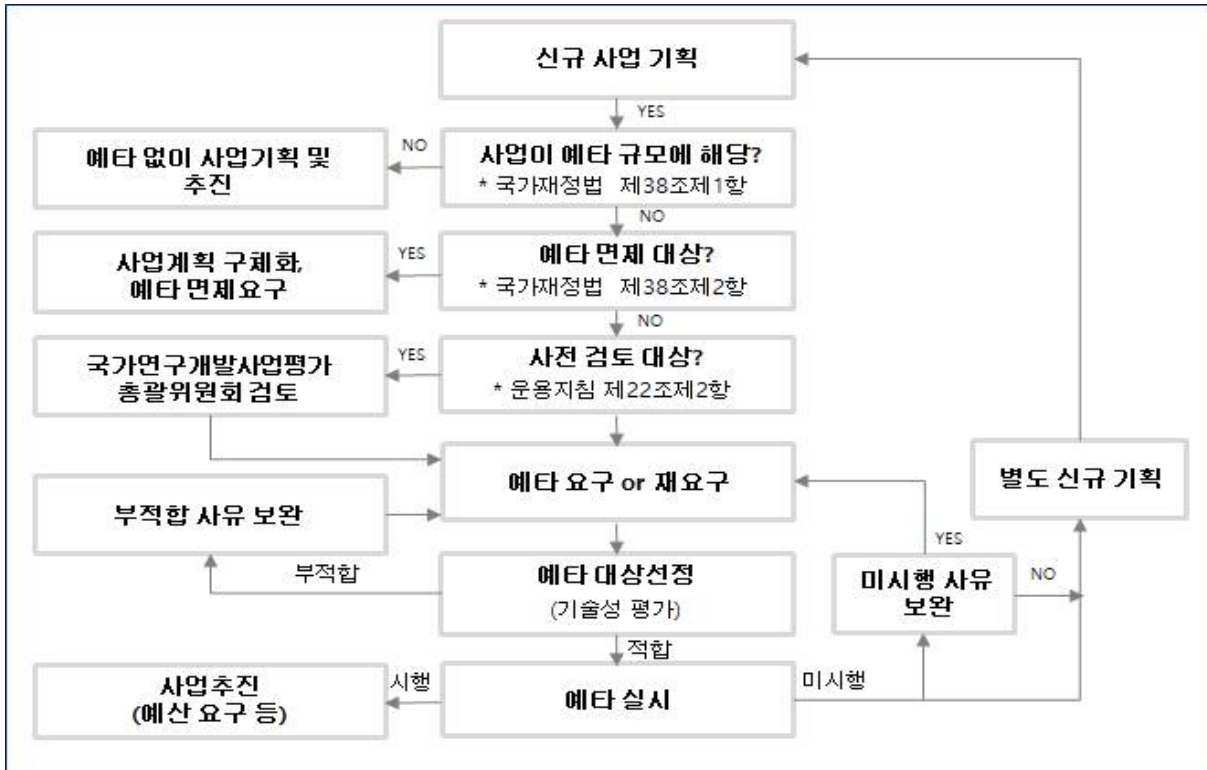 신규 사업 기획
YES
예타 없이 사업기획 및
추진
NO
사업이 예타 규모에 해당?
* 국가재정법 제38조제1항
NO
사업계획 구체화,
예타 면제요구
YES
예타 면제 대상?
* 국가재정법 제38조제2항
NO
국가연구개발사업평가
총괄위원회 검토
YES
사전 검토 대상?
* 운용지침 제22조제2항
예타 요구 or 재요구
별도 신규 기획
부적합 사유 보완
YES
부적합
예타 대상선정
(기술성 평가)
미시행 사유
보완
NO
적합
사업추진
(예산 요구 등)
시행
예타 실시
미시행